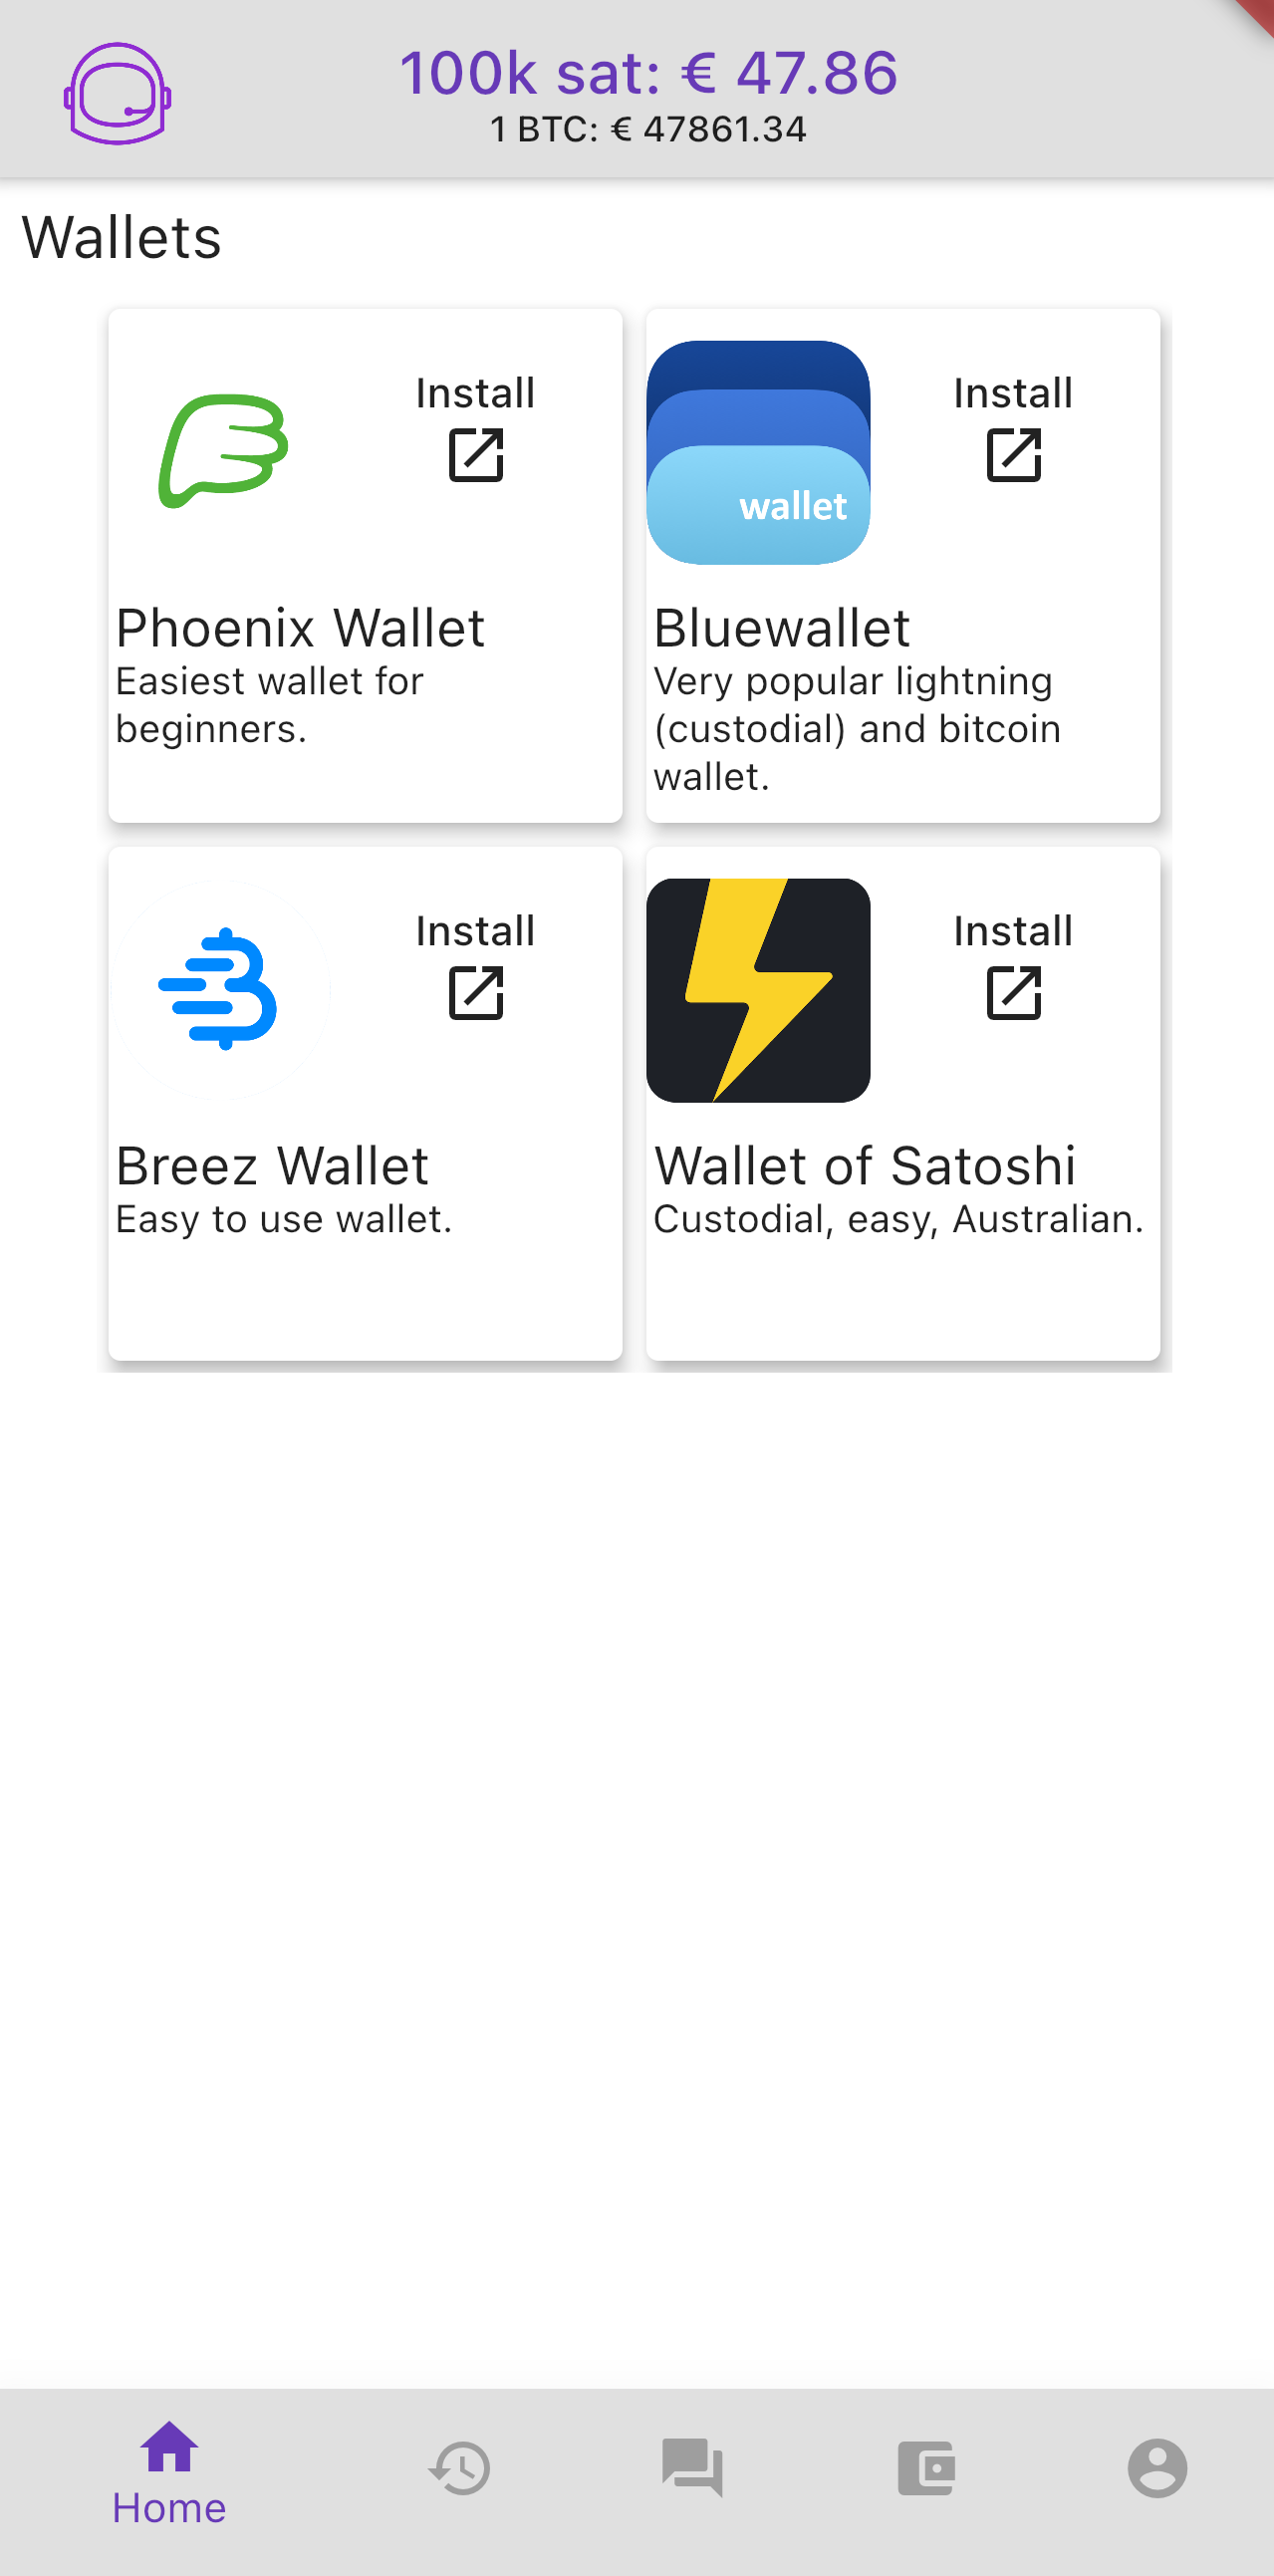 100k sat: € 47.86
1 BTC: € 47861.34
Wallets
Install
Phoenix Wallet
Easiest wallet for
beginners.
Install
wallet
Bluewallet
Very popular lightning
(custodial) and bitcoin
wallet.
Install
Breez Wallet
Easy to use wallet.
Install
Wallet of Satoshi
Custodial, easy, Australian.
Home